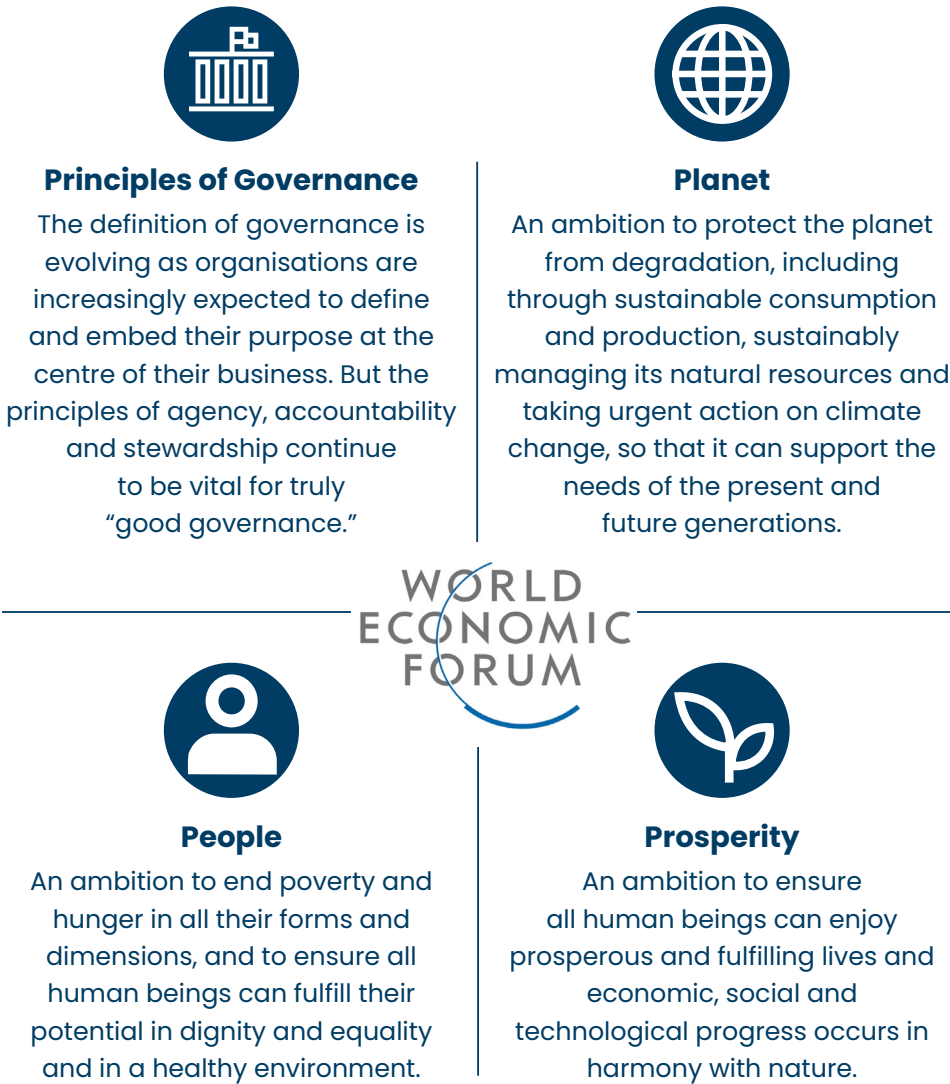 Principles of Governance
The definition of governance is
evolving as organisations are
increasingly expected to define
and embed their purpose at the
centre of their business. But the
principles of agency, accountability
and stewardship continue
to be vital for truly
“good governance.”
Planet
An ambition to protect the planet
from degradation, including
through sustainable consumption
and production, sustainably
managing its natural resources and
taking urgent action on climate
change, so that it can support the
needs of the present and
future generations.
WORLD
ECONOMIC
FORUM
People
An ambition to end poverty and
hunger in all their forms and
dimensions, and to ensure all
human beings can fulfill their
potential in dignity and equality
and in a healthy environment.
Prosperity
An ambition to ensure
all human beings can enjoy
prosperous and fulfilling lives and
economic, social and
technological progress occurs in
harmony with nature.